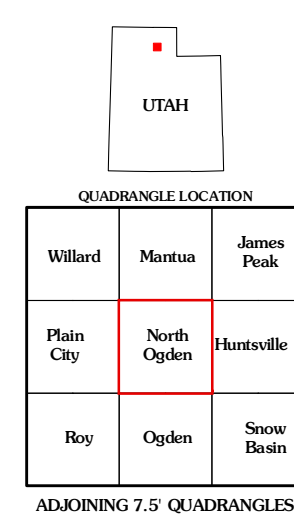 UTAH
QUADRANGLE LOCATION
Willard
Mantua
James
Peak
Plain
City
North
Ogden
Huntsville
Roy
Ogden
Snow
Basin
ADJOINING 7.5' QUADRANGLES